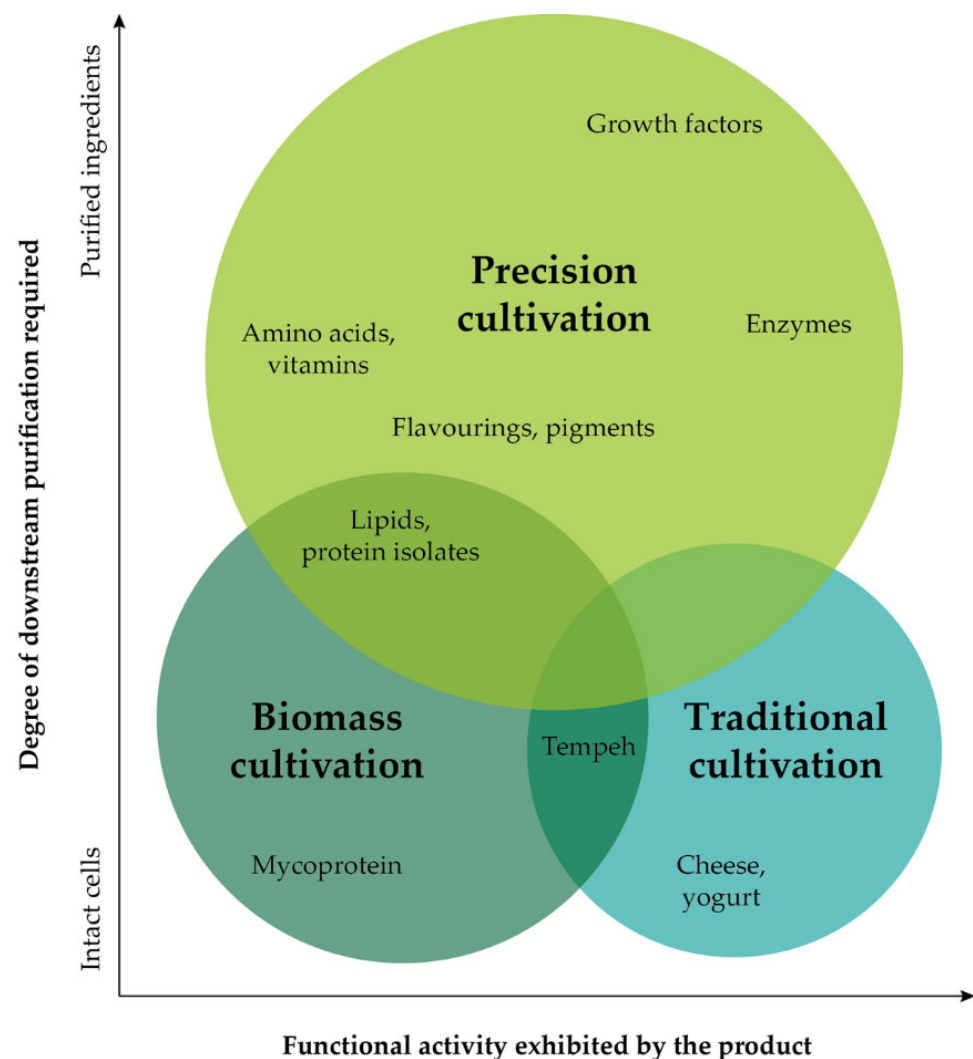 Degree of downstream purification required
Purified ingredients
Intact cells
Growth factors
Precision
cultivation
Amino acids,
vitamins
Enzymes
Flavourings, pigments
Lipids,
protein isolates
Biomass
cultivation
Tempeh
Traditional
cultivation
Mycoprotein
Cheese,
yogurt
Functional activity exhibited by the product